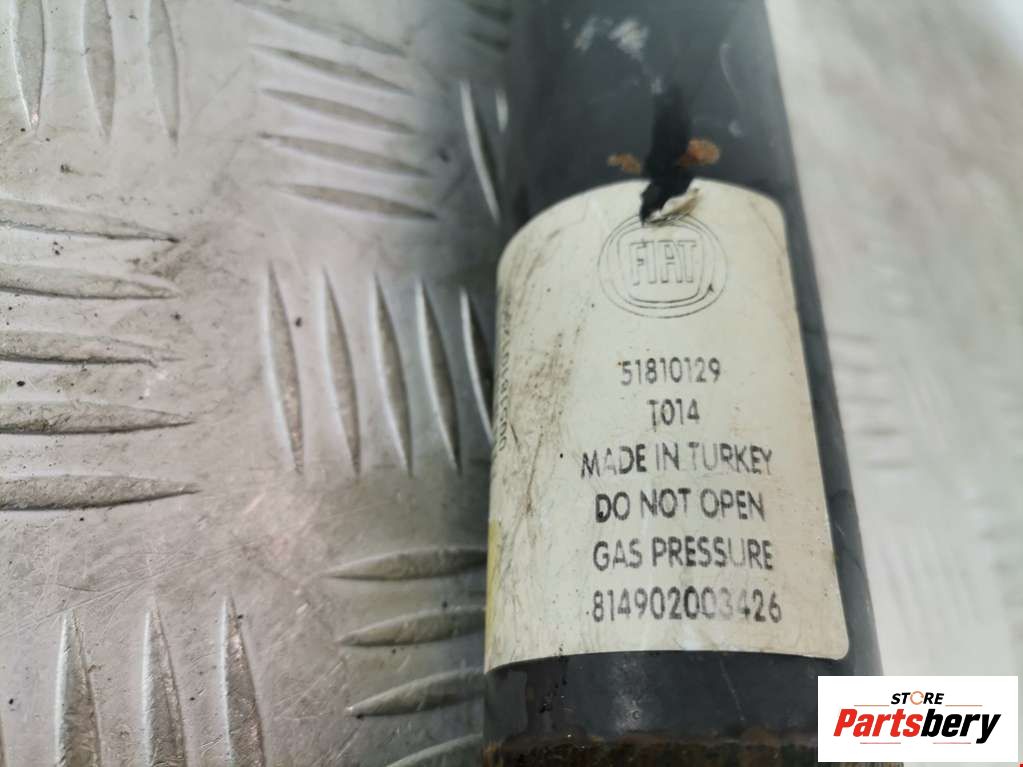 FIAT
51810129
T014
MADE IN TURKEY
DO NOT OPEN
GAS PRESSURE
814902003426
STORE
Partsbery